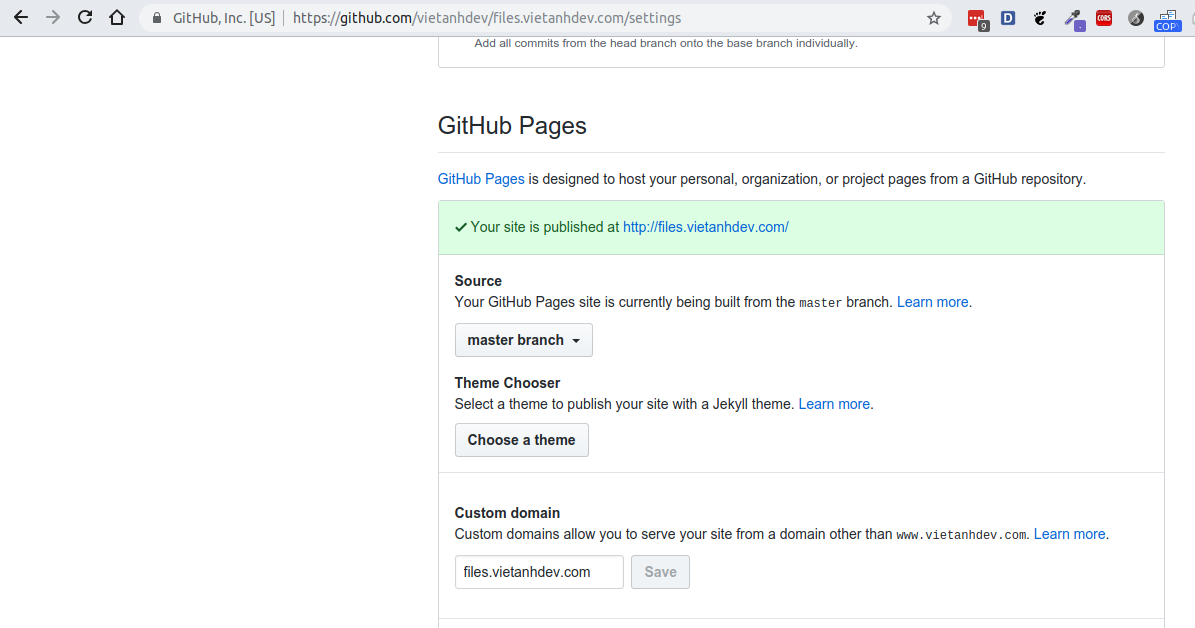 GitHub, Inc. [US] | https://github.com/vietanhdev/files.vietanhdev.com/settings
9
D
CORS
COP
Add all commits from the head branch onto the base branch individually.
GitHub Pages
GitHub Pages is designed to host your personal, organization, or project pages from a GitHub repository.
Your site is published at http://files.vietanhdev.com/
Source
Your GitHub Pages site is currently being built from the master branch. Learn more.
master branch
Theme Chooser
Select a theme to publish your site with a Jekyll theme. Learn more.
Choose a theme
Custom domain
Custom domains allow you to serve your site from a domain other than www.vietanhdev.com. Learn more.
files.vietanhdev.com Save